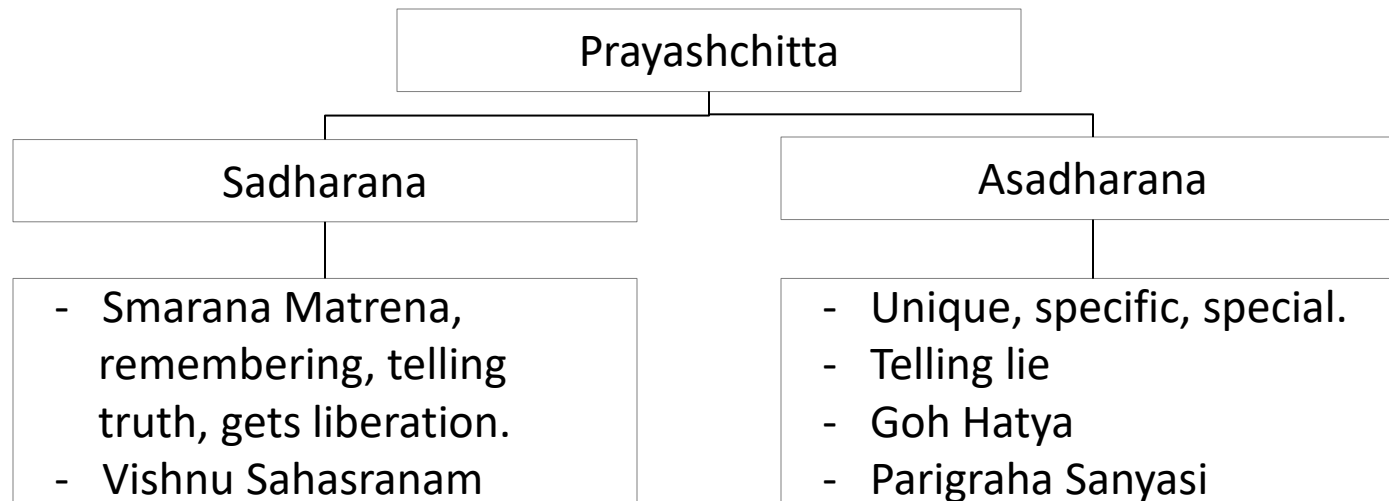 Prayashchitta
Sadharana
Asadharana
- Smarana Matrena,
remembering, telling
truth, gets liberation.
- Vishnu Sahasranam
- Unique, specific, special.
- Telling lie
- Goh Hatya
- Parigraha Sanyasi